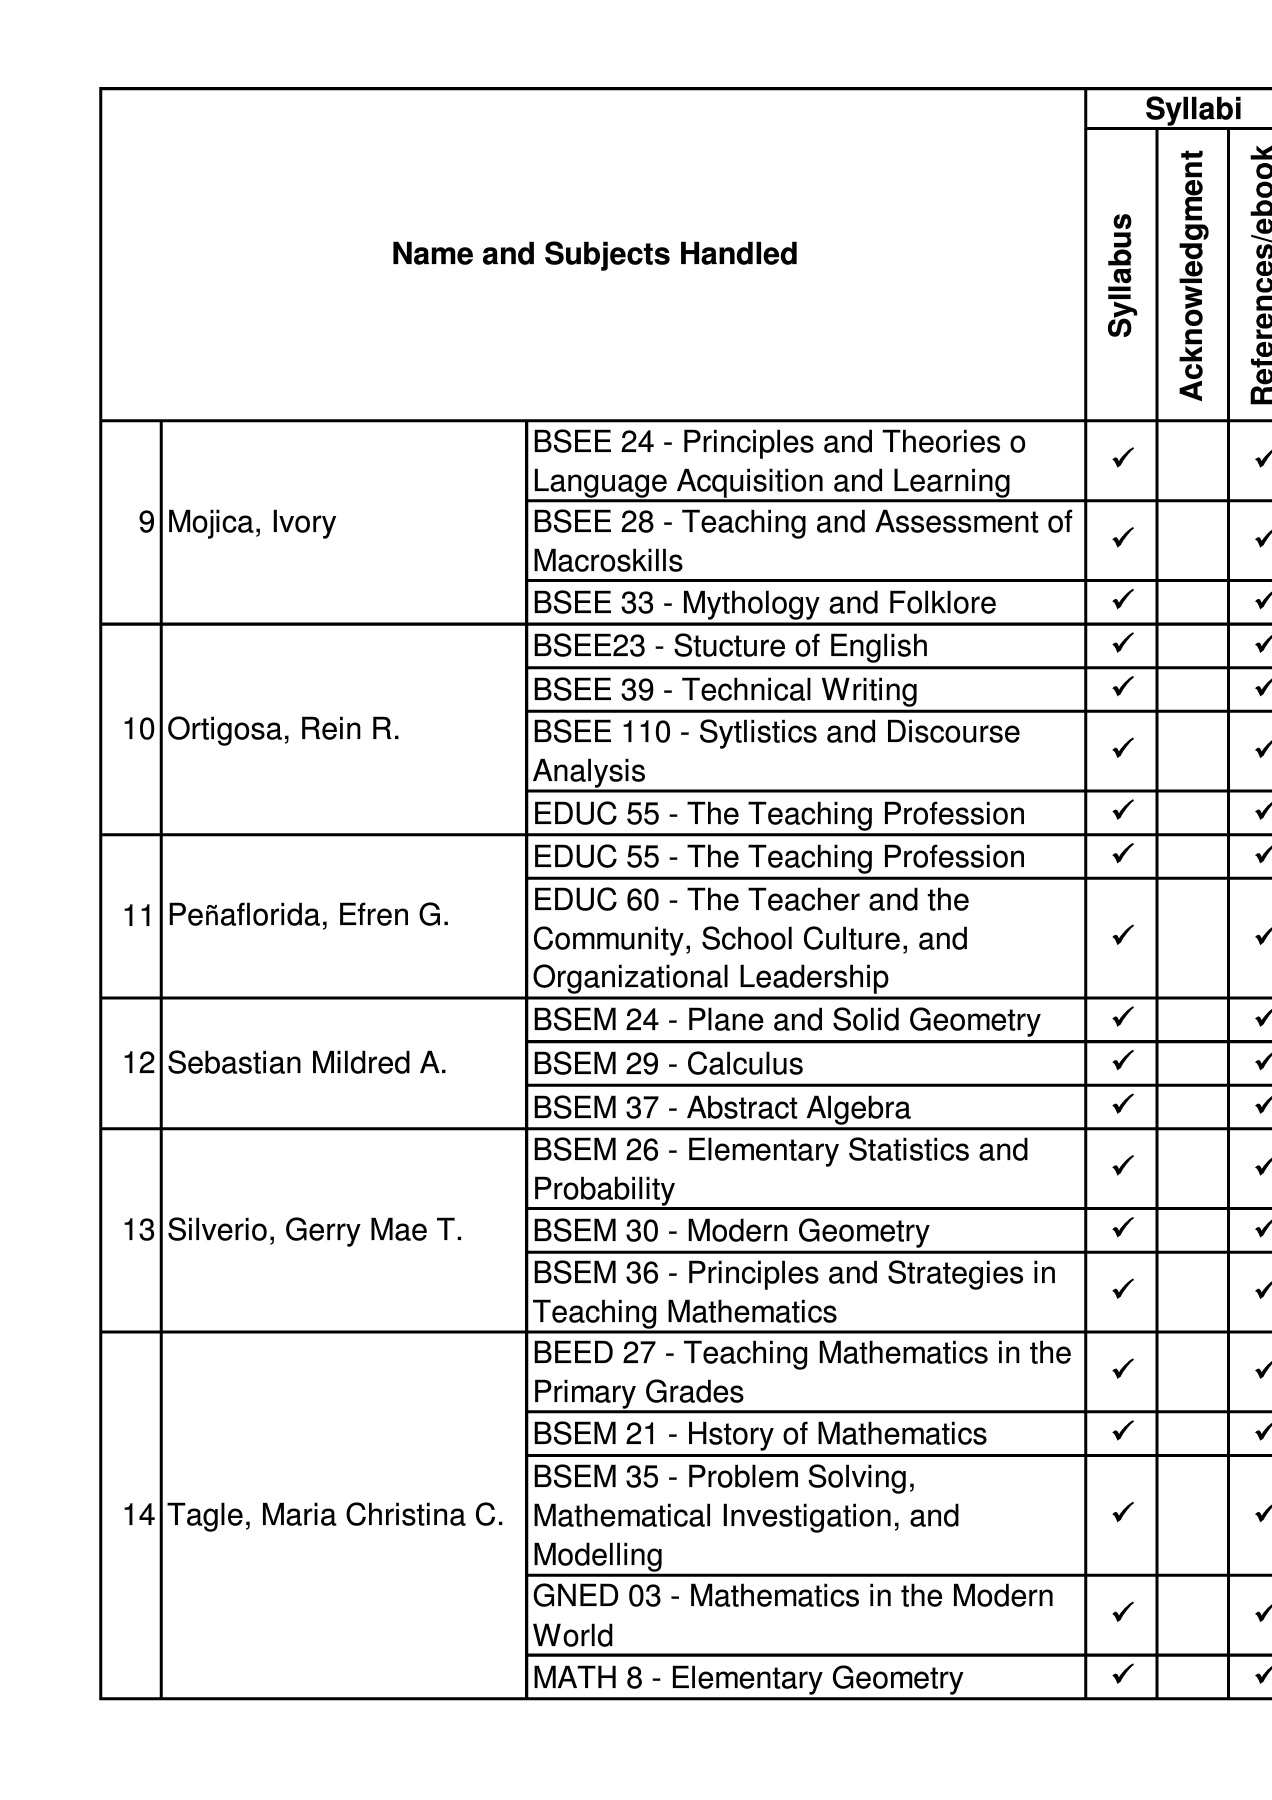 Syllabi
Name and Subjects Handled
Syllabus
Acknowledgment
References/ebook
9 Mojica, Ivory
BSEE 24 - Principles and Theories o
Language Acquisition and Learning
✓ ✓
BSEE 28 - Teaching and Assessment of
Macroskills
✓ ✓
BSEE 33 - Mythology and Folklore ✓ ✓
10 Ortigosa, Rein R.
BSEE23 - Stucture of English ✓ ✓
BSEE 39 - Technical Writing ✓ ✓
BSEE 110 - Sytlistics and Discourse
Analysis
✓ ✓
EDUC 55 - The Teaching Profession ✓ ✓
11 Peñaflorida, Efren G.
EDUC 55 - The Teaching Profession ✓ ✓
EDUC 60 - The Teacher and the
Community, School Culture, and
Organizational Leadership
✓ ✓
12 Sebastian Mildred A.
BSEM 24 - Plane and Solid Geometry ✓ ✓
BSEM 29 - Calculus ✓ ✓
BSEM 37 - Abstract Algebra ✓ ✓
13 Silverio, Gerry Mae T.
BSEM 26 - Elementary Statistics and
Probability
✓ ✓
BSEM 30 - Modern Geometry ✓ ✓
BSEM 36 - Principles and Strategies in
Teaching Mathematics
✓ ✓
14 Tagle, Maria Christina C.
BEED 27 - Teaching Mathematics in the
Primary Grades
✓ ✓
BSEM 21 - Hstory of Mathematics ✓ ✓
BSEM 35 - Problem Solving,
Mathematical Investigation, and
Modelling
✓ ✓
GNED 03 - Mathematics in the Modern
World
✓ ✓
MATH 8 - Elementary Geometry ✓ ✓